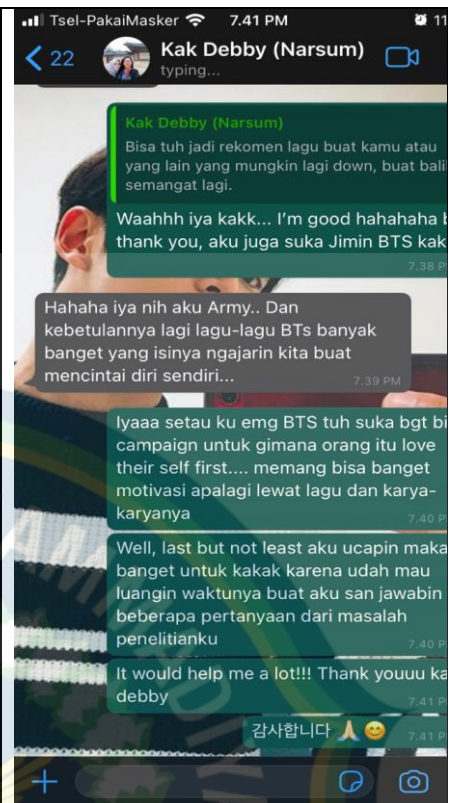 Tsel-PakaiMasker 7.41 PM 11
22 Kak Debby (Narsum)
typing...
Kak Debby (Narsum)
Bisa tuh jadi rekomen lagu buat kamu atau
yang lain yang mungkin lagi down, buat bali
semangat lagi.
Waahhh iya kakk... I'm good hahahaha b
thank you, aku juga suka Jimin BTS kak
7.38 P
Hahaha iya nih aku Army.. Dan
kebetulannya lagi lagu-lagu BTs banyak
banget yang isinya ngajarin kita buat
mencintai diri sendiri...
7.39 PM
Iyaaa setau ku emg BTS tuh suka bgt bi
campaign untuk gimana orang itu love
their self first.... memang bisa banget
motivasi apalagi lewat lagu dan karya-
karyanya
7.40 P
Well, last but not least aku ucapin maka
banget untuk kakak karena udah mau
luangin waktunya buat aku san jawabin
beberapa pertanyaan dari masalah
penelitianku
7.40 P
It would help me a lot!!! Thank youuu ka
debby
7.41 P
감사합니다 🙏😊 7.41 P